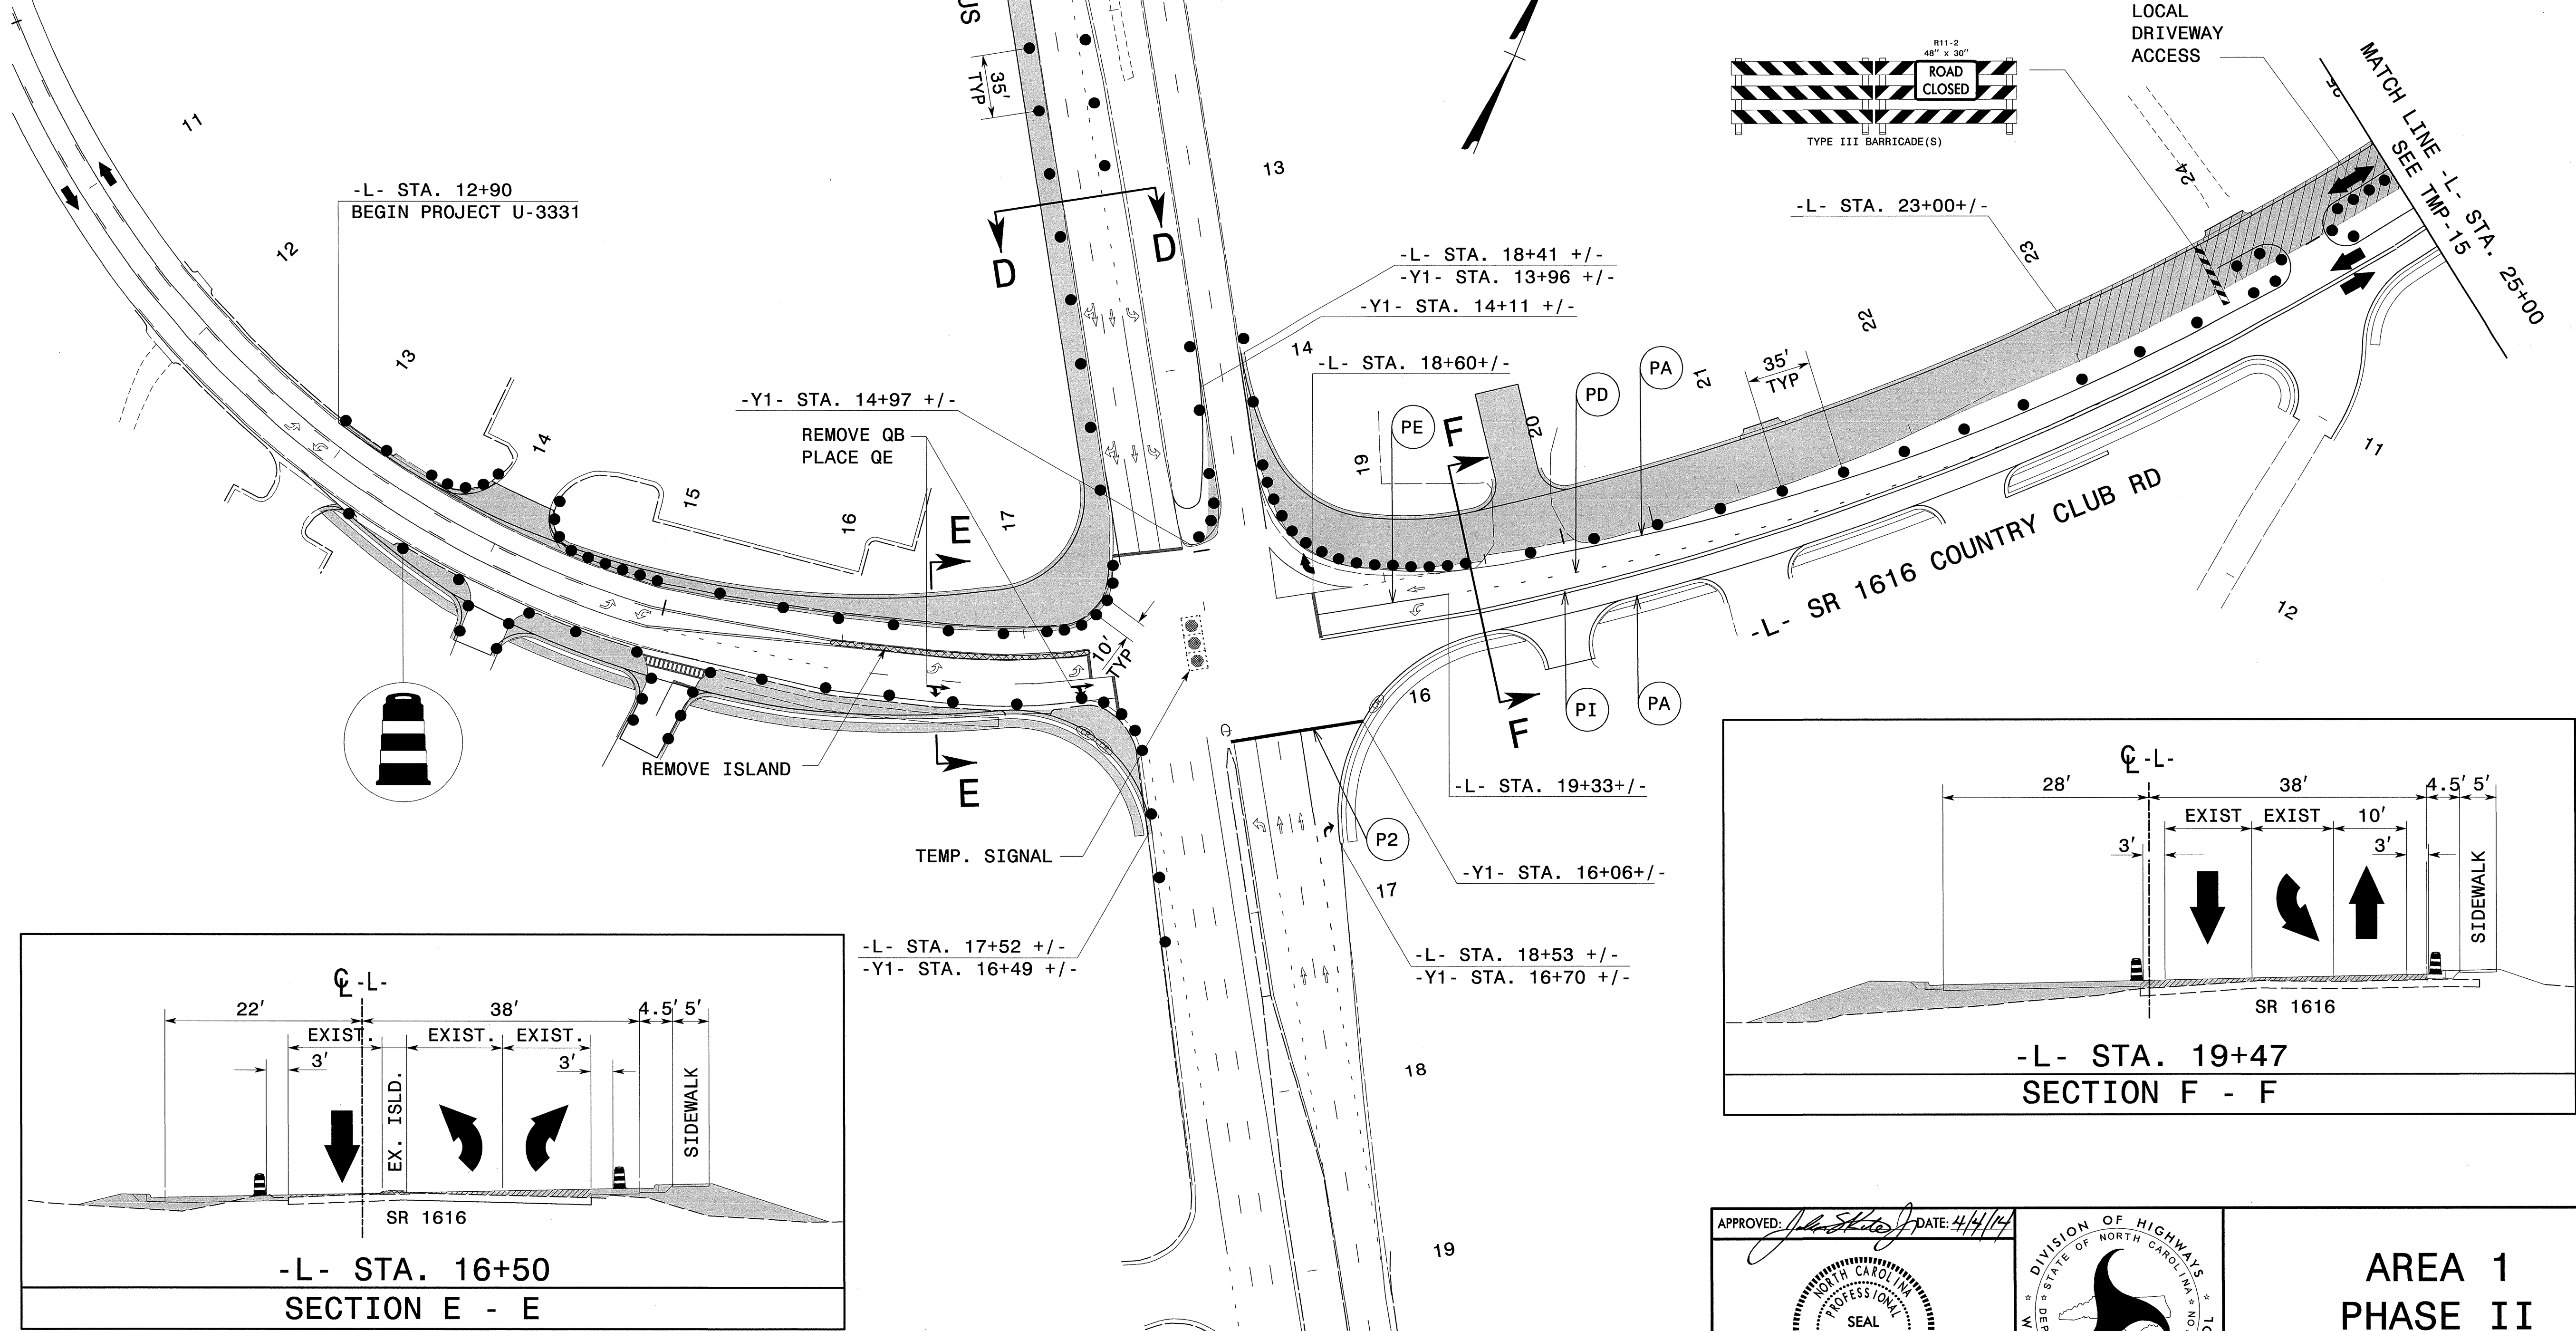 US
35'
TYP
LOCAL
DRIVEWAY
ACCESS
R11-2
48" x 30"
ROAD
CLOSED
TYPE III BARRICADE(S)
MATCH LINE -L- STA. 25+00
SEE TMP-15
25
24
23
22
21
20
19
11
12
13
14
15
16
17
13
14
16
17
18
19
11
12
-L- STA. 12+90
BEGIN PROJECT U-3331
-L- STA. 23+00+/-
D
D
-L- STA. 18+41 +/-
-Y1- STA. 13+96 +/-
-Y1- STA. 14+11 +/-
-L- STA. 18+60+/-
-Y1- STA. 14+97 +/-
REMOVE QB
PLACE QE
PE
F
PD
PA
35'
TYP
E
-L- SR 1616 COUNTRY CLUB RD
10'
TYP
PI
PA
F
REMOVE ISLAND
E
-L- STA. 19+33+/-
TEMP. SIGNAL
P2
-Y1- STA. 16+06+/-
-L- STA. 17+52 +/-
-Y1- STA. 16+49 +/-
-L- STA. 18+53 +/-
-Y1- STA. 16+70 +/-
℄ -L-
22'
38'
4.5'
5'
EXIST.
EXIST.
EXIST.
3'
3'
EX. ISLD.
SIDEWALK
SR 1616
-L- STA. 16+50
SECTION E - E
℄ -L-
28'
38'
4.5'
5'
EXIST
EXIST
10'
3'
3'
SIDEWALK
SR 1616
-L- STA. 19+47
SECTION F - F
APPROVED:
DATE: 4/4/14
NORTH CAROLINA
PROFESSIONAL
SEAL
DIVISION OF HIGHWAYS
STATE OF NORTH CAROLINA
AREA 1
PHASE II